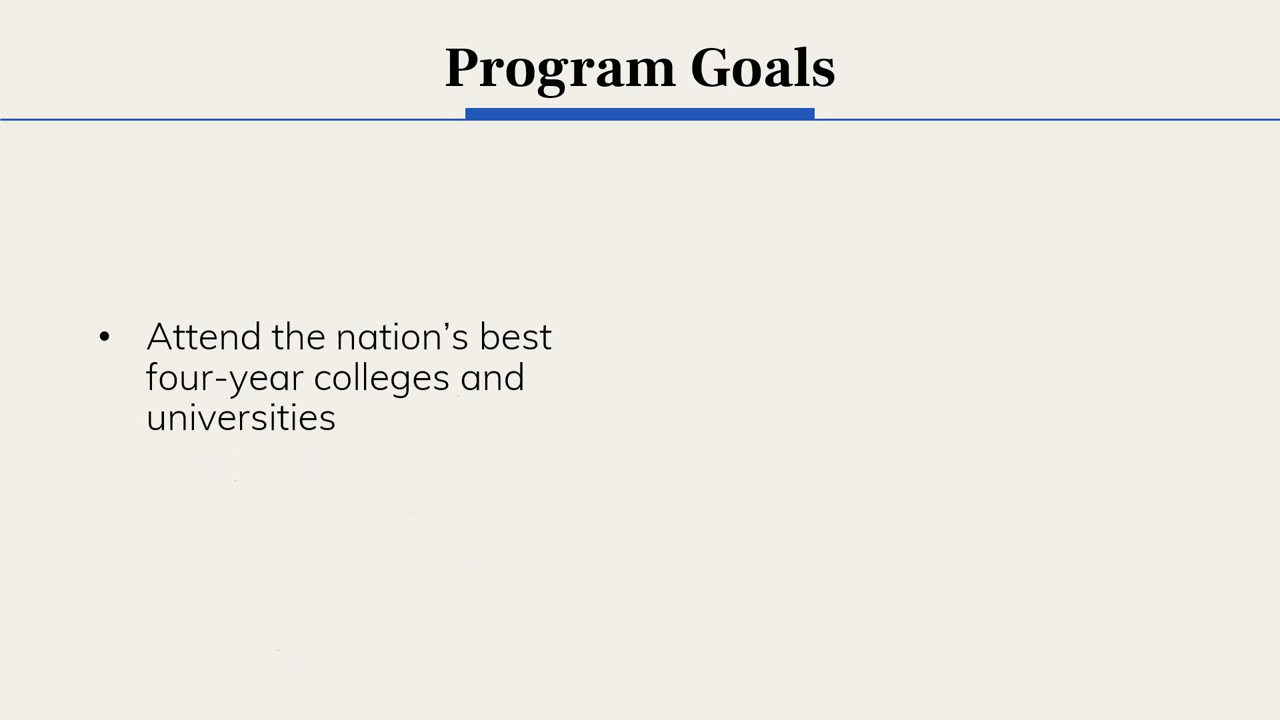 Program Goals
• Attend the nation’s best
four-year colleges and
universities